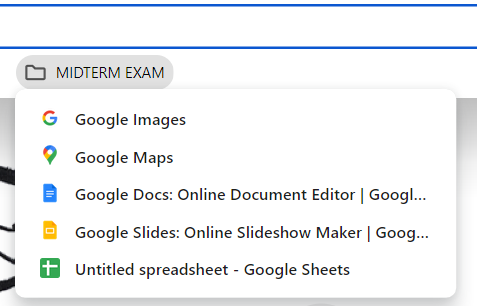 MIDTERM EXAM
Google Images
Google Maps
Google Docs: Online Document Editor | Googl...
Google Slides: Online Slideshow Maker | Goog...
Untitled spreadsheet - Google Sheets